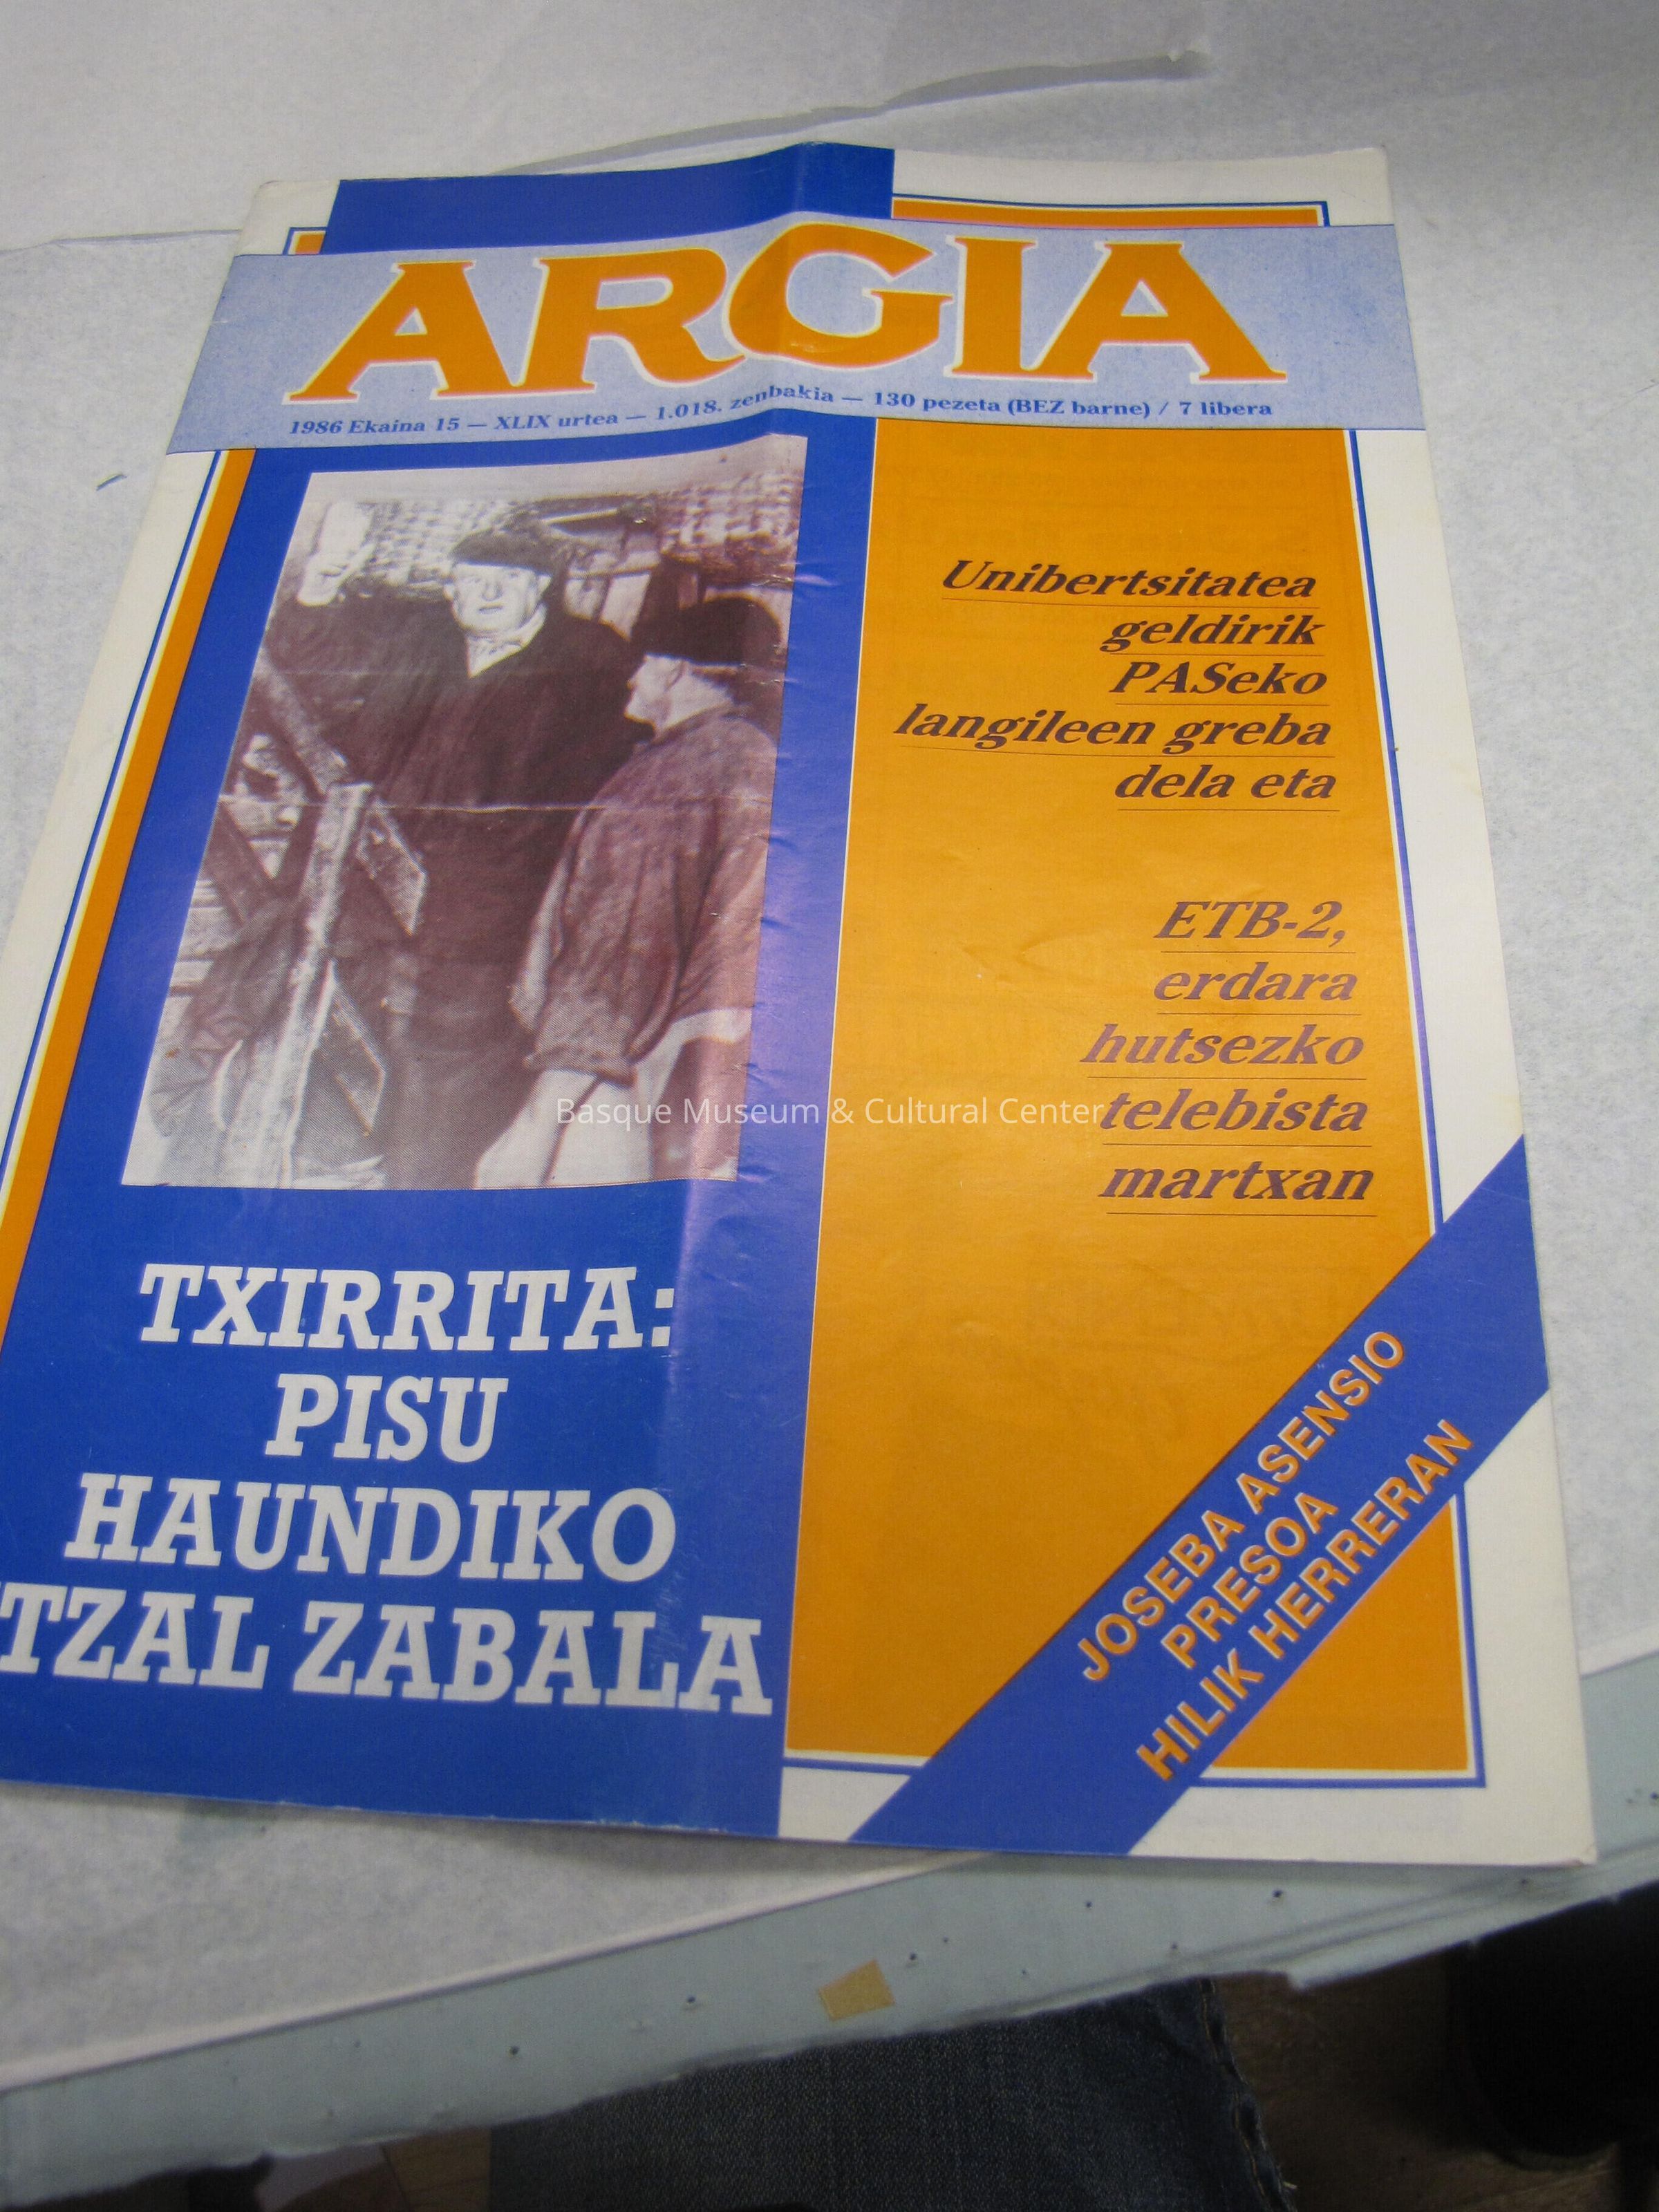 ARGIA
1986 Ekaina 15 — XLIX urtea — 1.018. zenbakia — 130 pezeta (BEZ barne) / 7 libera
Unibertsitatea
geldirik
PASeko
langileen greba
dela eta
ETB-2,
erdara
hutsezko
telebista
martxan
Basque Museum & Cultural Center
TXIRRITA:
PISU
HAUNDIKO
ITZAL ZABALA
JOSEBA ASENSIO
PRESOA
HILIK HERRERAN